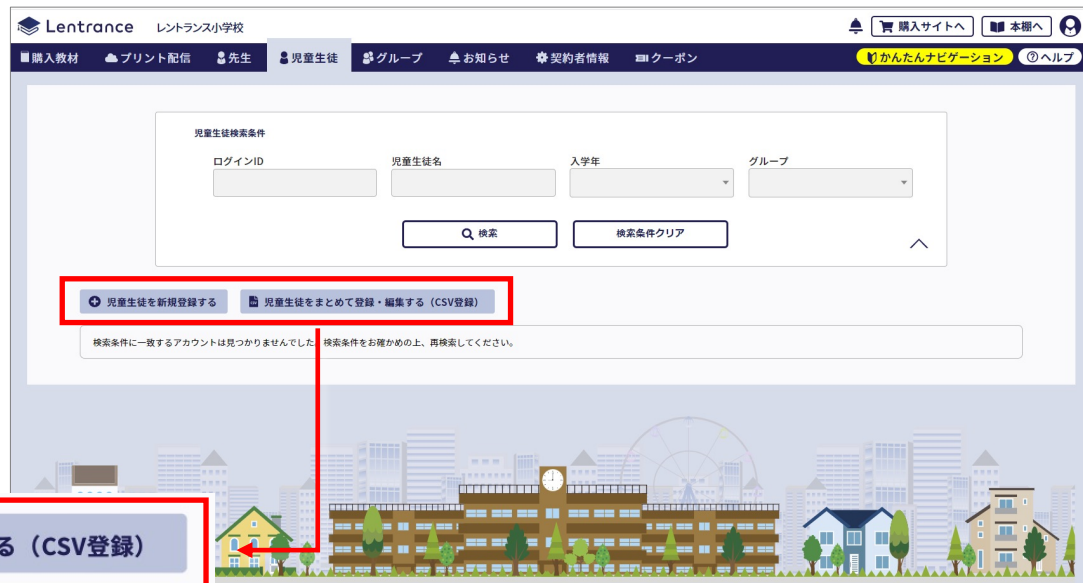 Lentrance レントランス小学校 購入サイトへ 本棚へ
購入教材 プリント配信 先生 児童生徒 グループ お知らせ 契約者情報 クーポン かんたんナビゲーション ヘルプ
児童生徒検索条件
ログインID 児童生徒名 入学年 グループ
検索 検索条件クリア
児童生徒を新規登録する 児童生徒をまとめて登録・編集する（CSV登録）
検索条件に一致するアカウントは見つかりませんでした。検索条件をお確かめの上、再検索してください。
る（CSV登録）